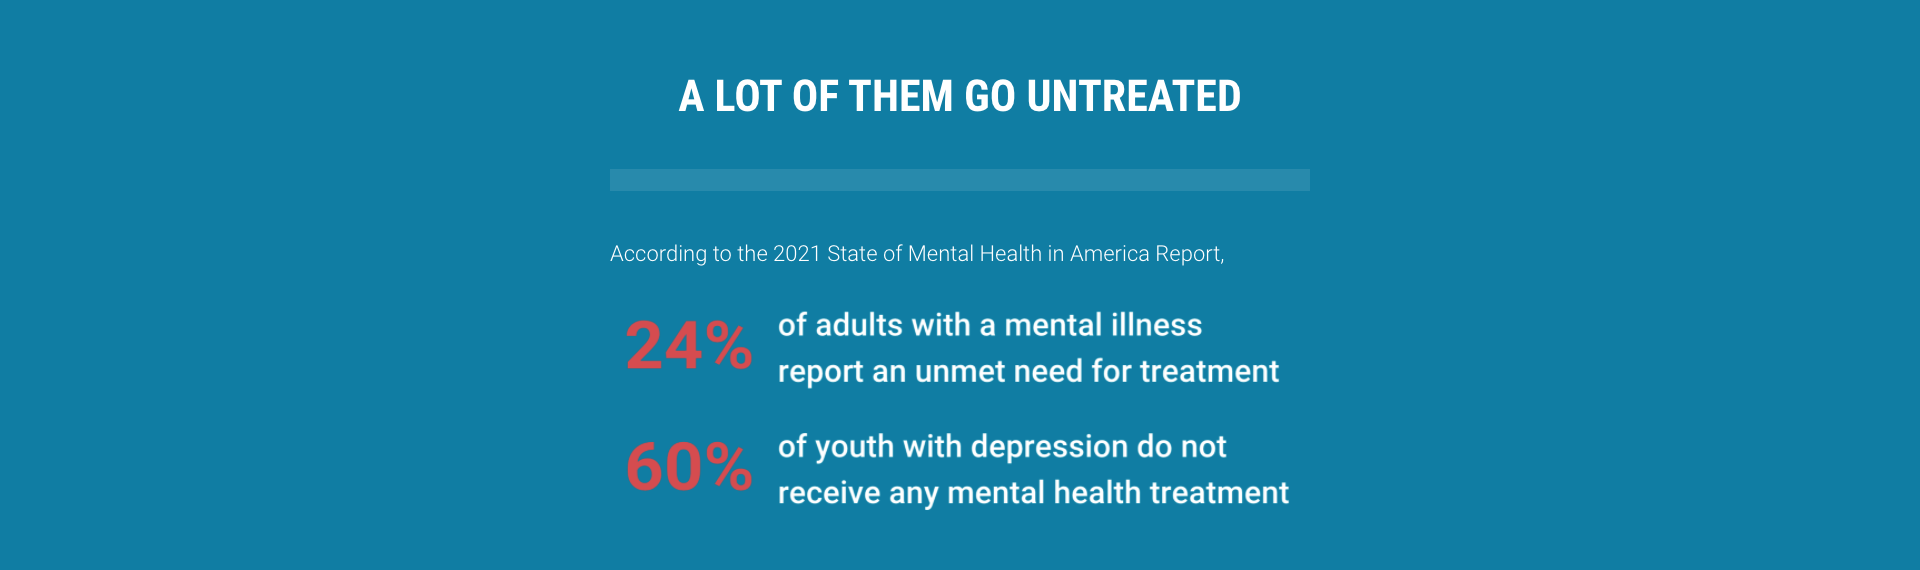 A LOT OF THEM GO UNTREATED
According to the 2021 State of Mental Health in America Report,
24%
of adults with a mental illness
report an unmet need for treatment
60%
of youth with depression do not
receive any mental health treatment